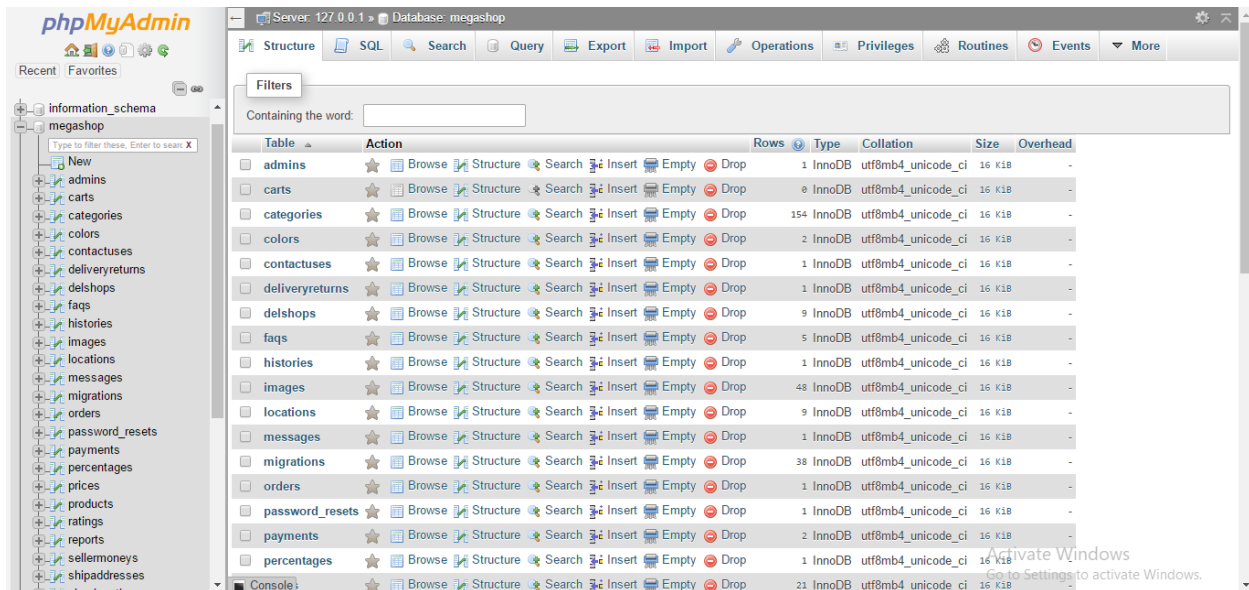 phpMyAdmin
Recent Favorites
information_schema
megashop
Type to filter these, Enter to searc X
New
admins
carts
categories
colors
contactuses
deliveryreturns
delshops
faqs
histories
images
locations
messages
migrations
orders
password_resets
payments
percentages
prices
products
ratings
reports
sellermoneys
shipaddresses
Server: 127.0.0.1 » Database: megashop
Structure SQL Search Query Export Import Operations Privileges Routines Events More
Filters
Containing the word:
Table Action Rows Type Collation Size Overhead
admins Browse Structure Search Insert Empty Drop 1 InnoDB utf8mb4_unicode_ci 16 KiB -
carts Browse Structure Search Insert Empty Drop 0 InnoDB utf8mb4_unicode_ci 16 KiB -
categories Browse Structure Search Insert Empty Drop 154 InnoDB utf8mb4_unicode_ci 16 KiB -
colors Browse Structure Search Insert Empty Drop 2 InnoDB utf8mb4_unicode_ci 16 KiB -
contactuses Browse Structure Search Insert Empty Drop 1 InnoDB utf8mb4_unicode_ci 16 KiB -
deliveryreturns Browse Structure Search Insert Empty Drop 1 InnoDB utf8mb4_unicode_ci 16 KiB -
delshops Browse Structure Search Insert Empty Drop 9 InnoDB utf8mb4_unicode_ci 16 KiB -
faqs Browse Structure Search Insert Empty Drop 5 InnoDB utf8mb4_unicode_ci 16 KiB -
histories Browse Structure Search Insert Empty Drop 1 InnoDB utf8mb4_unicode_ci 16 KiB -
images Browse Structure Search Insert Empty Drop 48 InnoDB utf8mb4_unicode_ci 16 KiB -
locations Browse Structure Search Insert Empty Drop 9 InnoDB utf8mb4_unicode_ci 16 KiB -
messages Browse Structure Search Insert Empty Drop 1 InnoDB utf8mb4_unicode_ci 16 KiB -
migrations Browse Structure Search Insert Empty Drop 38 InnoDB utf8mb4_unicode_ci 16 KiB -
orders Browse Structure Search Insert Empty Drop 1 InnoDB utf8mb4_unicode_ci 16 KiB -
password_resets Browse Structure Search Insert Empty Drop 1 InnoDB utf8mb4_unicode_ci 16 KiB -
payments Browse Structure Search Insert Empty Drop 2 InnoDB utf8mb4_unicode_ci 16 KiB -
percentages Browse Structure Search Insert Empty Drop 1 InnoDB utf8mb4_unicode_ci 16 KiB -
Console Browse Structure Search Insert Empty Drop 21 InnoDB utf8mb4_unicode_ci 16 KiB -
Activate Windows
Go to Settings to activate Windows.